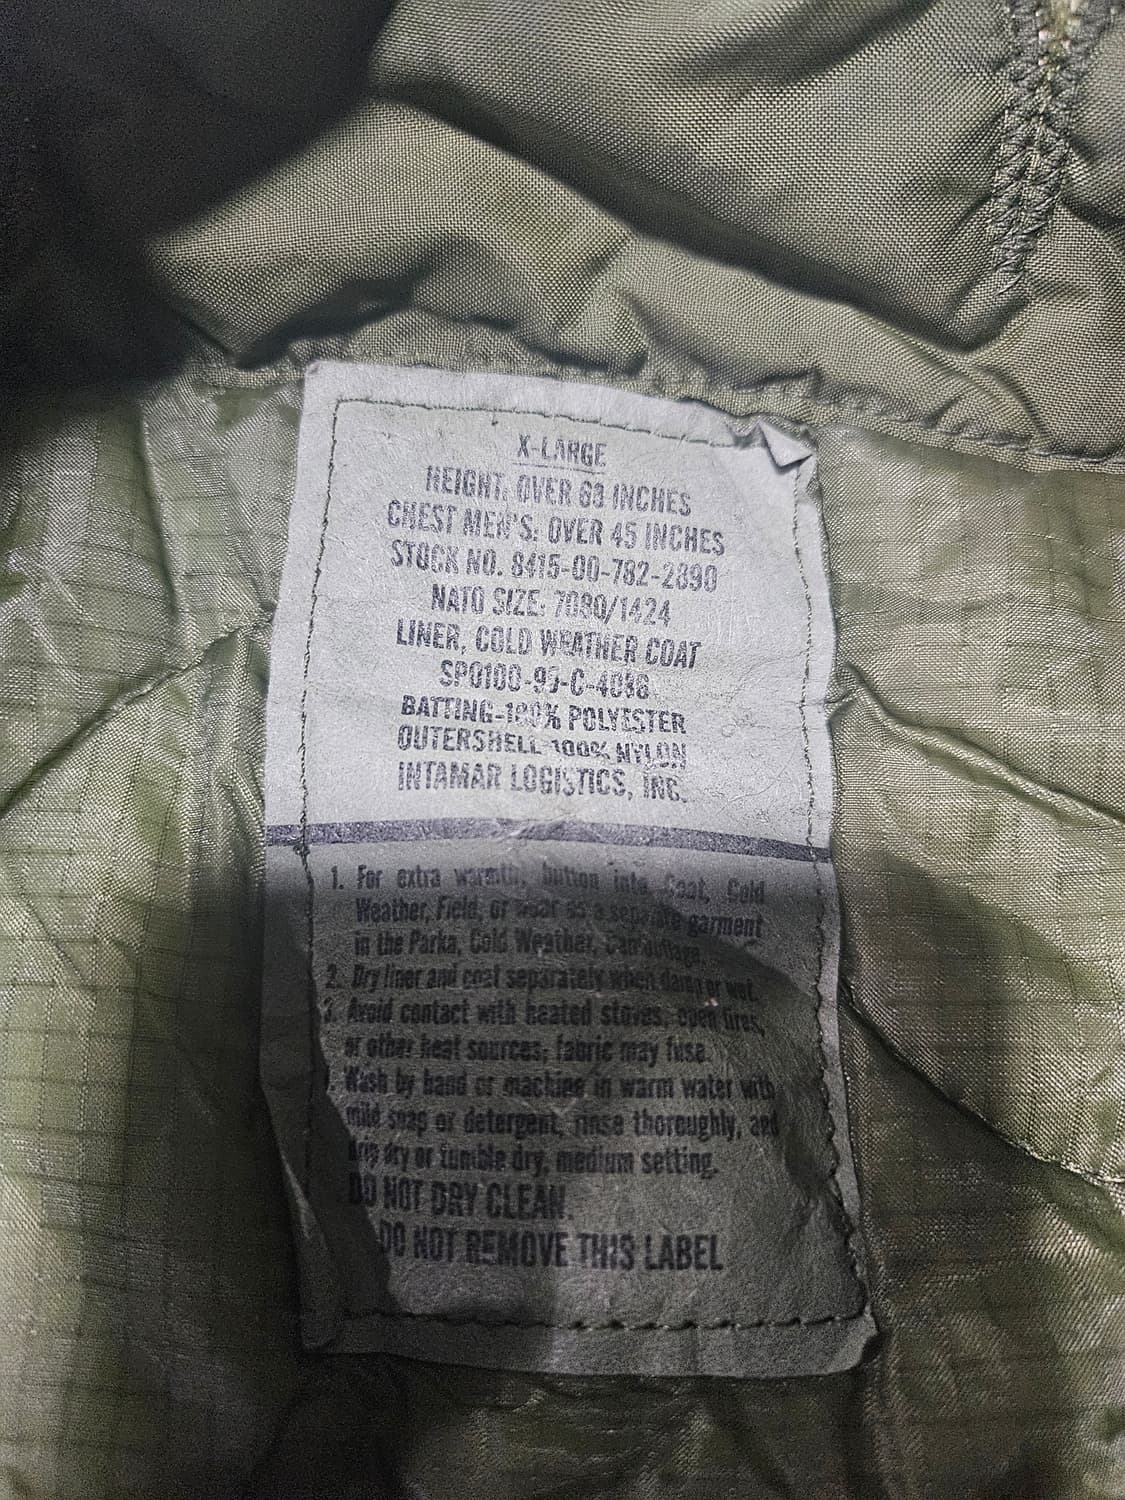 X-LARGE
HEIGHT: OVER INCHES
CHEST MEN'S: OVER 45 INCHES
STOCK NO. 8415-00-782-2890
NATO SIZE: 7080/1424
LINER, COLD WEATHER COAT
BATTING-100% POLYESTER
OUTERSHELL-100% NYLON
INTAMAR LOGISTICS, INC.
1. For extra warmth, button into Coat, Cold
Weather, Field, or wear as a separate garment
in the Parka, Cold Weather, Camouflage.
2. Dry liner and coat separately when damp or wet.
3. Avoid contact with heated stoves, open fires,
or other heat sources; fabric may fuse.
Wash by hand or machine in warm water with
mild soap or detergent, rinse thoroughly, and
drip dry or tumble dry, medium setting.
DO NOT DRY CLEAN.
DO NOT REMOVE THIS LABEL